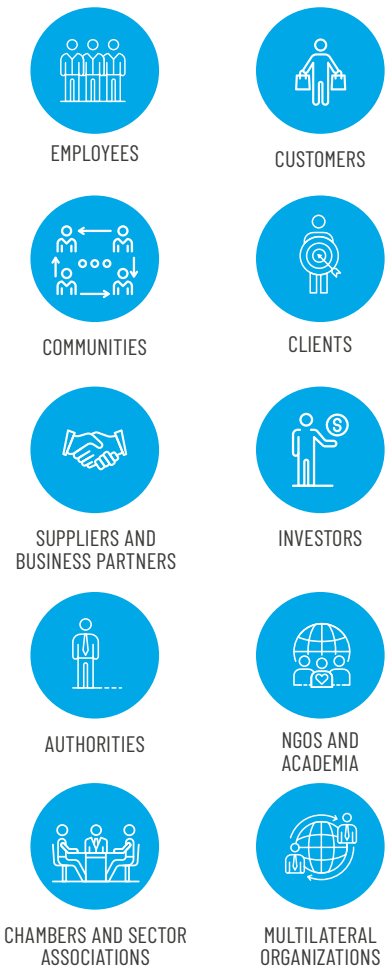 EMPLOYEES
CUSTOMERS
COMMUNITIES
CLIENTS
SUPPLIERS AND
BUSINESS PARTNERS
$
INVESTORS
AUTHORITIES
NGOS AND
ACADEMIA
CHAMBERS AND SECTOR
ASSOCIATIONS
MULTILATERAL
ORGANIZATIONS